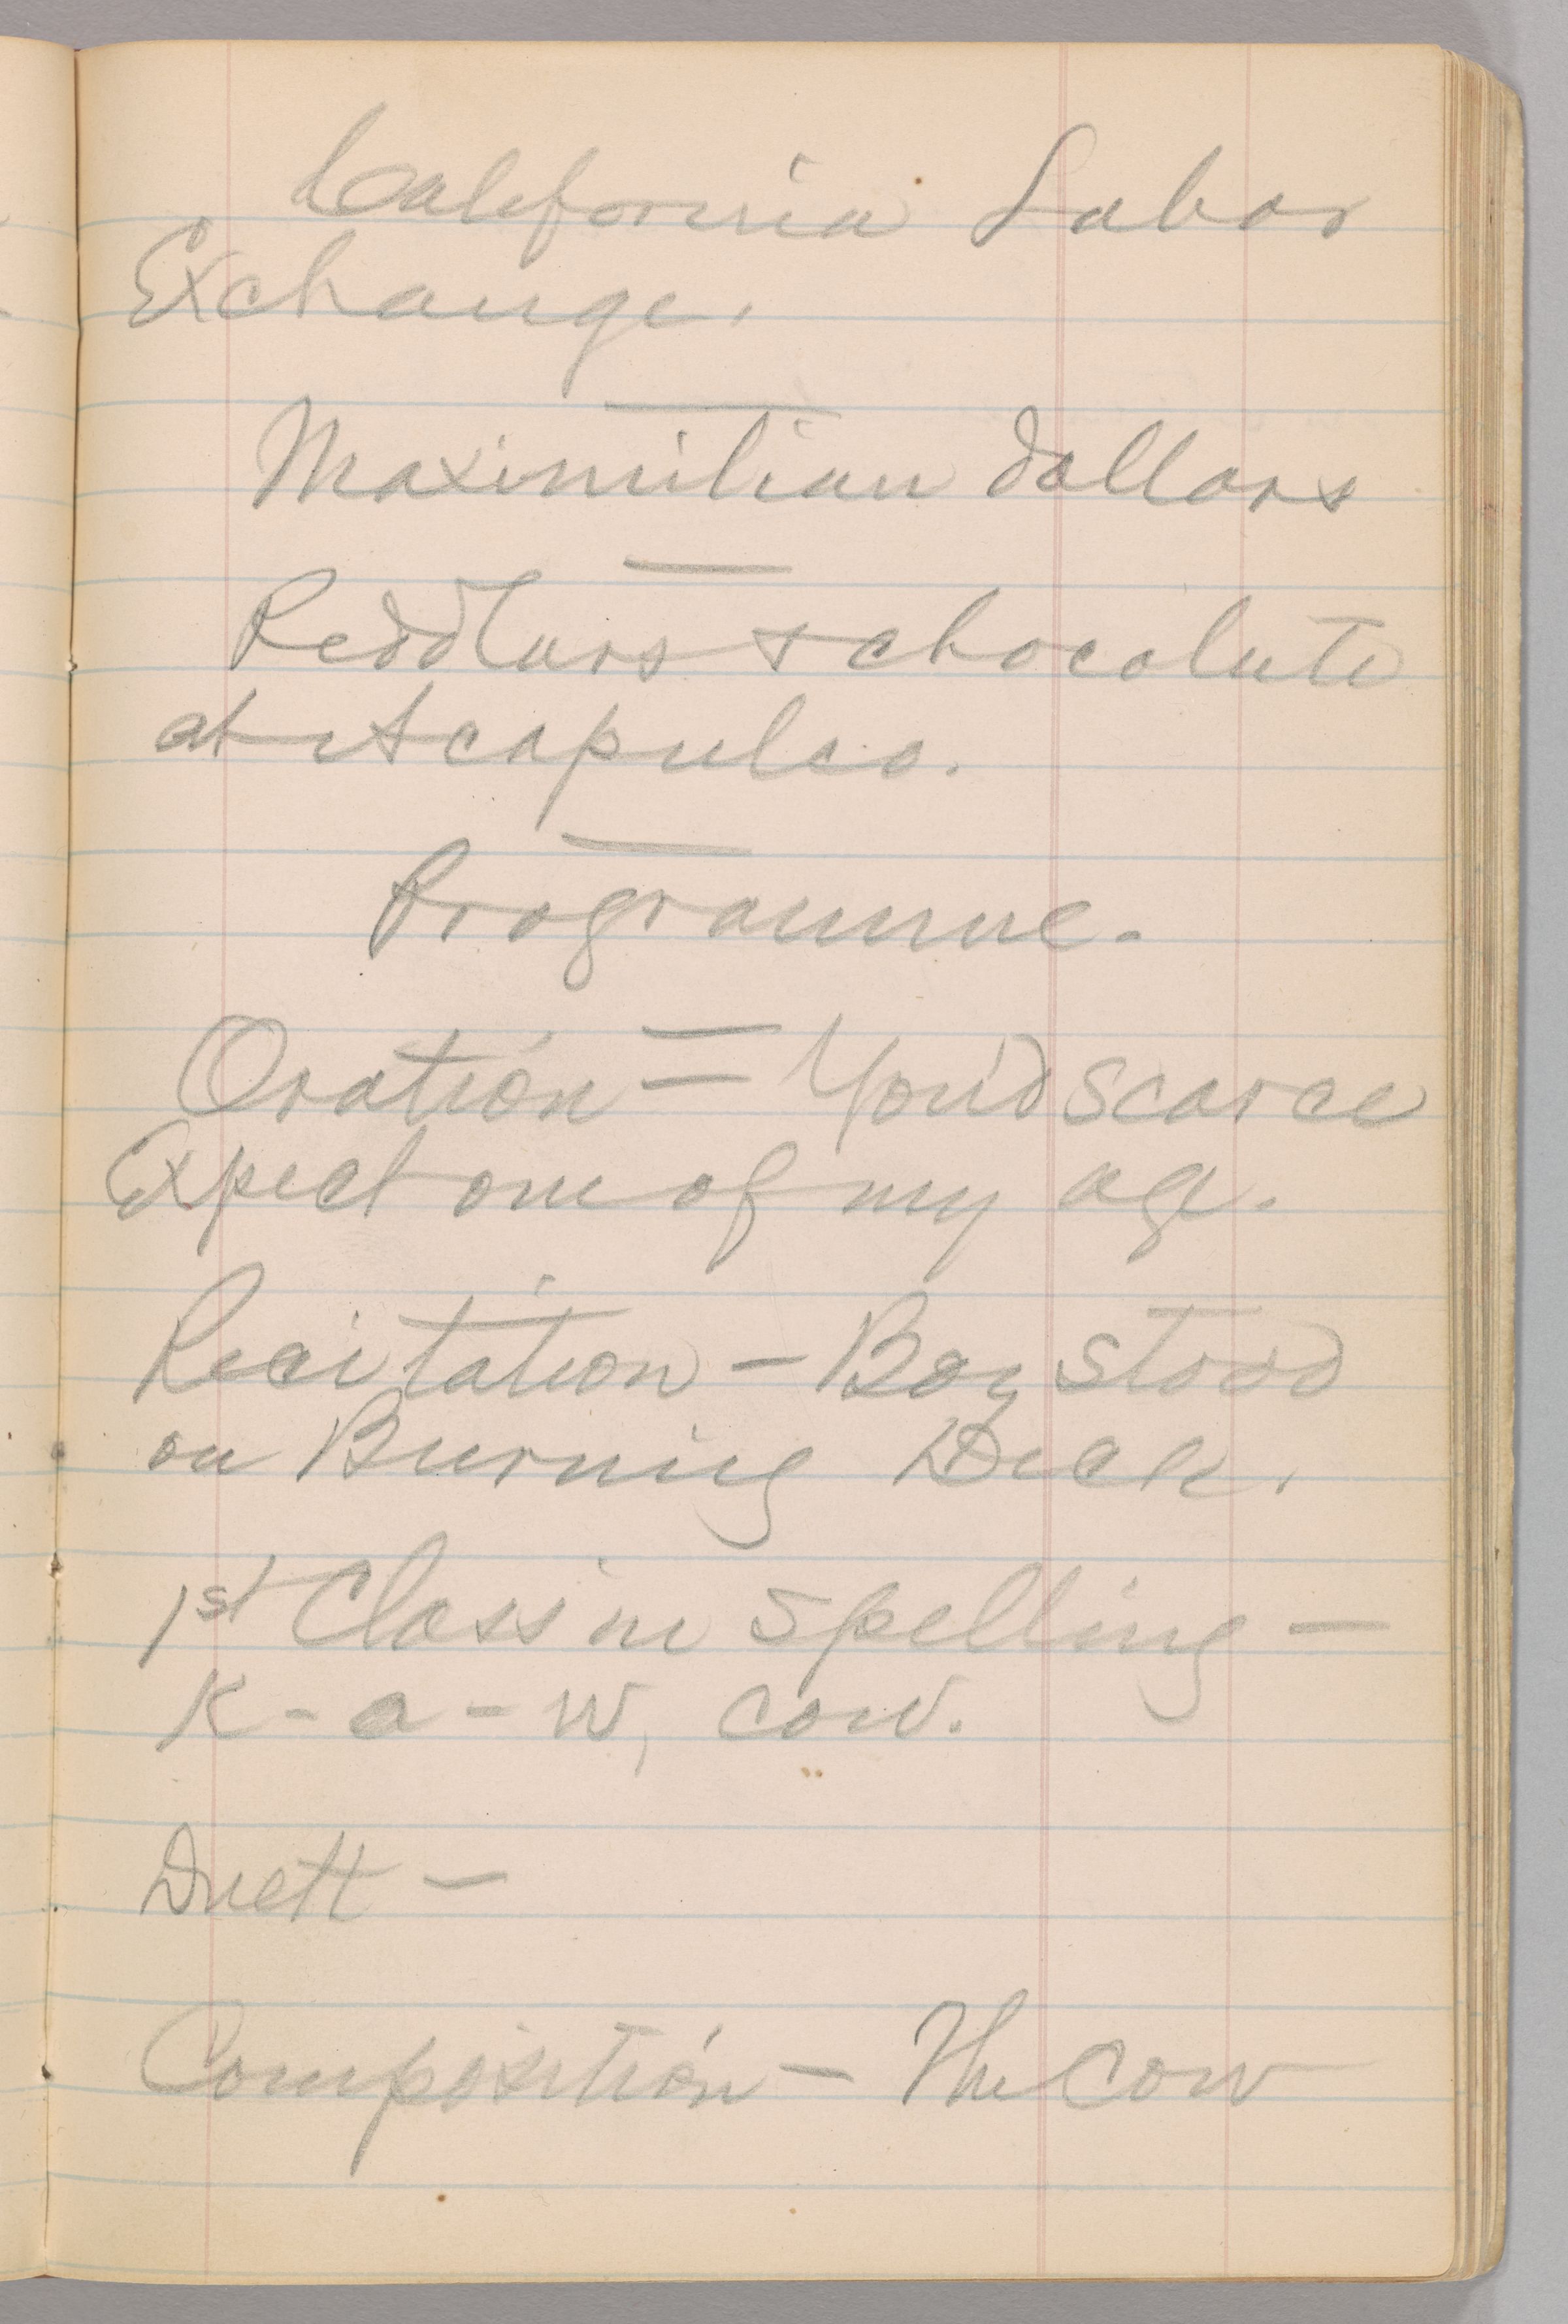 California Labor
Exchange.
Maximilian dollars
Peddlars & chocolate
at Acapulco.
Programme.
Oration — You'd scarce
Expect one of my age.
Recitation — Boy stood
on Burning Deck.
1st Class in Spelling —
K - a - w, cow.
Duett —
Composition — The Cow